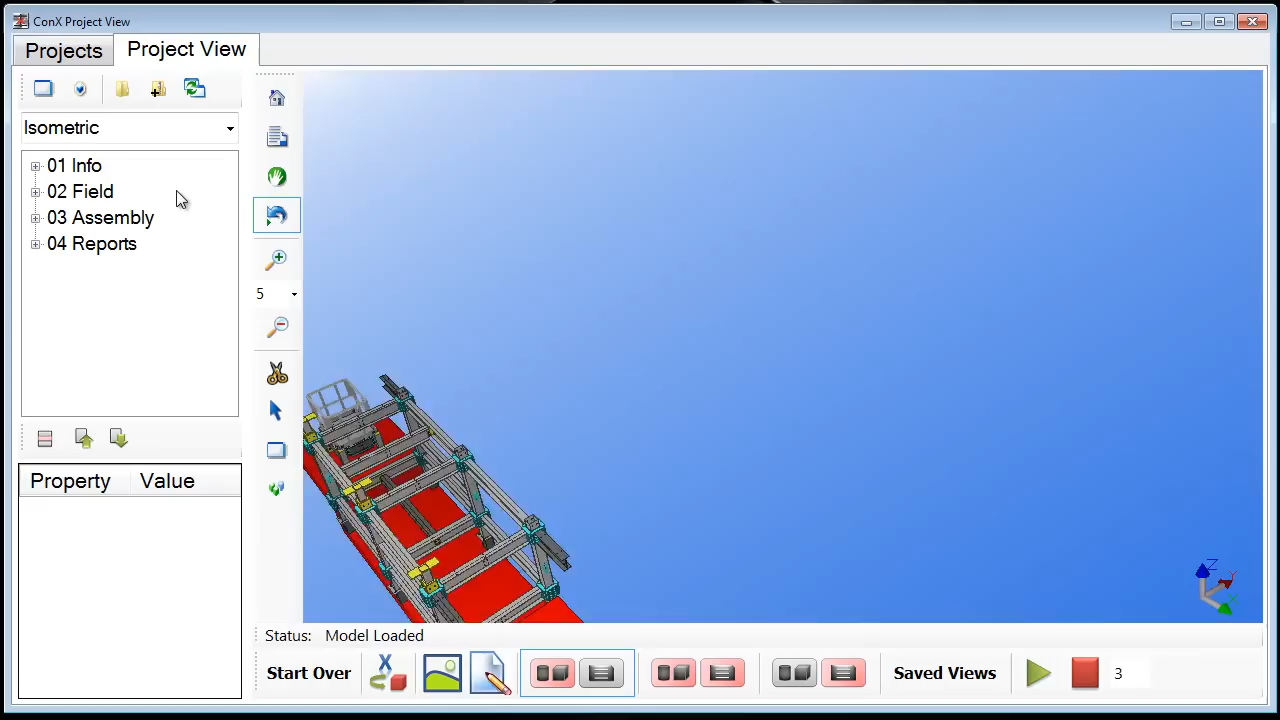 ConX Project View
Projects
Project View
Isometric
01 Info
02 Field
03 Assembly
04 Reports
Property
Value
5
Z
Y
X
Status: Model Loaded
Start Over
Saved Views
3